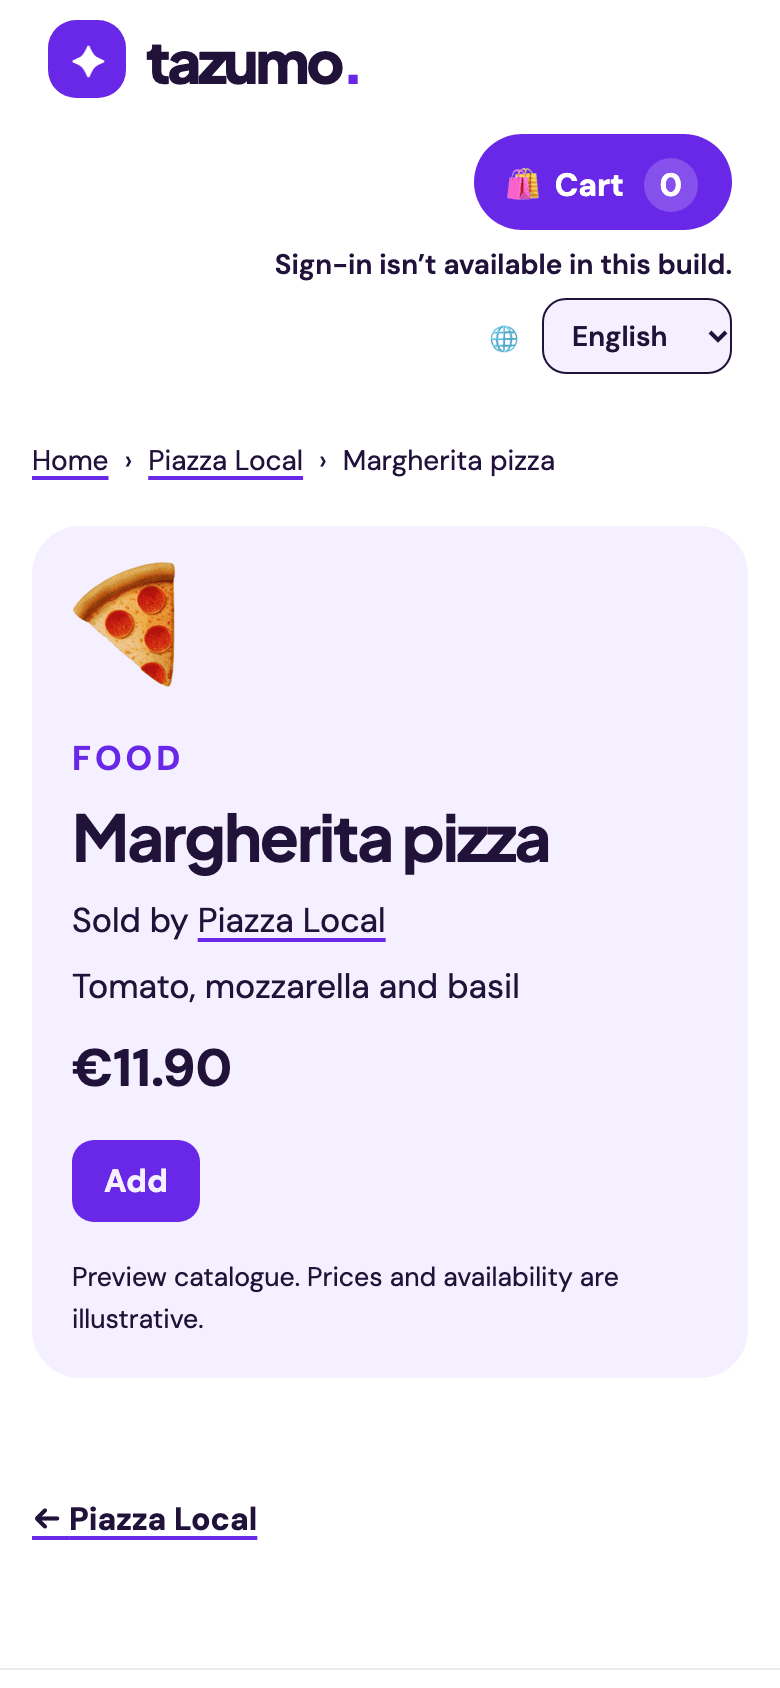 tazumo.
Cart 0
Sign-in isn’t available in this build.
English
Home › Piazza Local › Margherita pizza
FOOD
Margherita pizza
Sold by Piazza Local
Tomato, mozzarella and basil
€11.90
Add
Preview catalogue. Prices and availability are
illustrative.
← Piazza Local